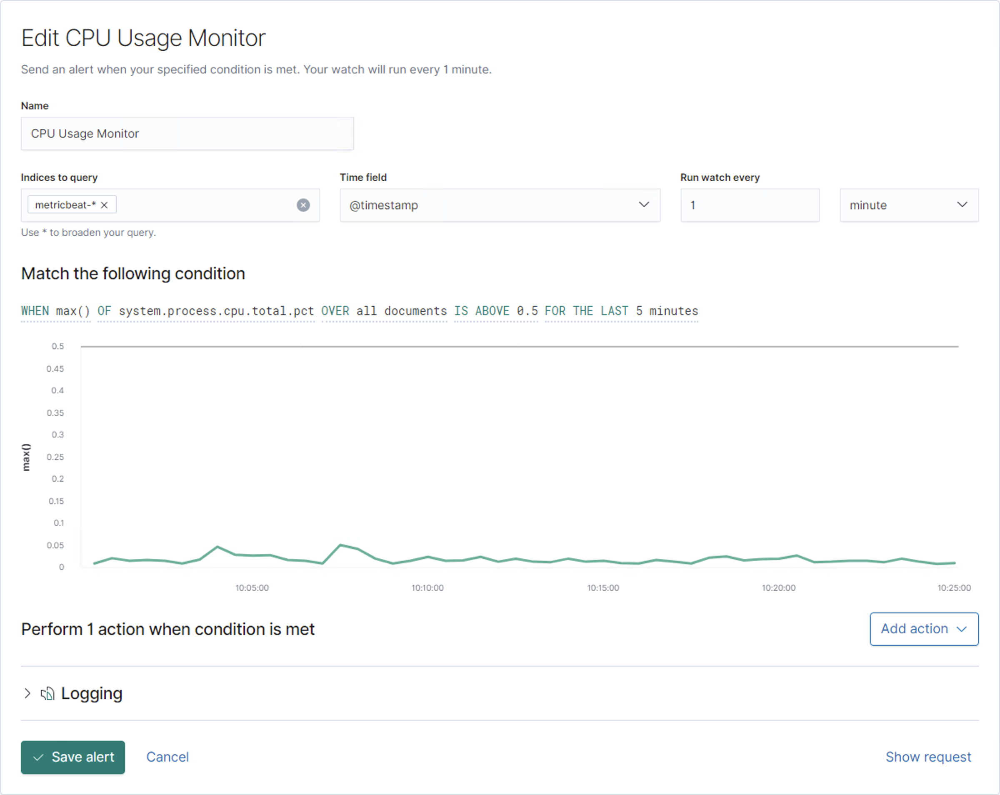 Edit CPU Usage Monitor
Send an alert when your specified condition is met. Your watch will run every 1 minute.
Name
CPU Usage Monitor
Indices to query
Time field
Run watch every
metricbeat-*
@timestamp
1
minute
Use * to broaden your query.
Match the following condition
WHEN max() OF system.process.cpu.total.pct OVER all documents IS ABOVE 0.5 FOR THE LAST 5 minutes
max()
0.5
0.45
0.4
0.35
0.3
0.25
0.2
0.15
0.1
0.05
0
10:05:00
10:10:00
10:15:00
10:20:00
10:25:00
Perform 1 action when condition is met
Add action
Logging
Save alert
Cancel
Show request